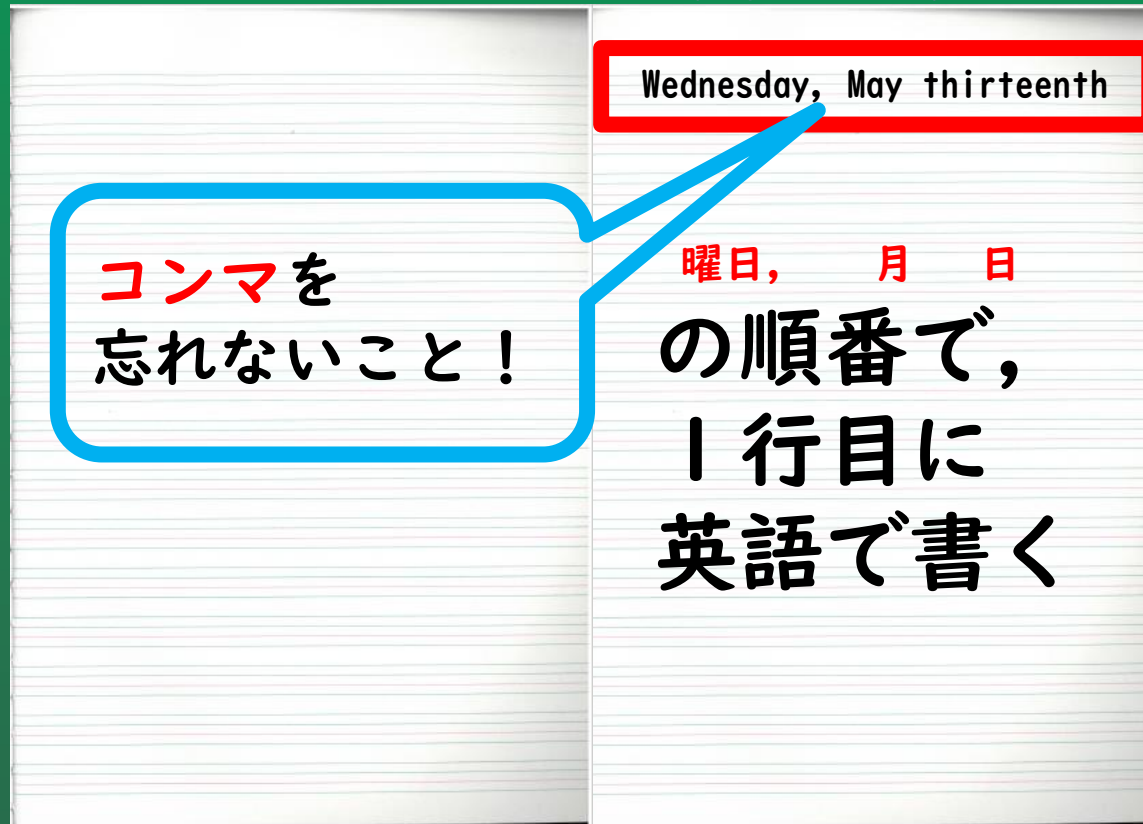 Wednesday, May thirteenth
コンマを
忘れないこと！
曜日,　月　日
の順番で,
１行目に
英語で書く